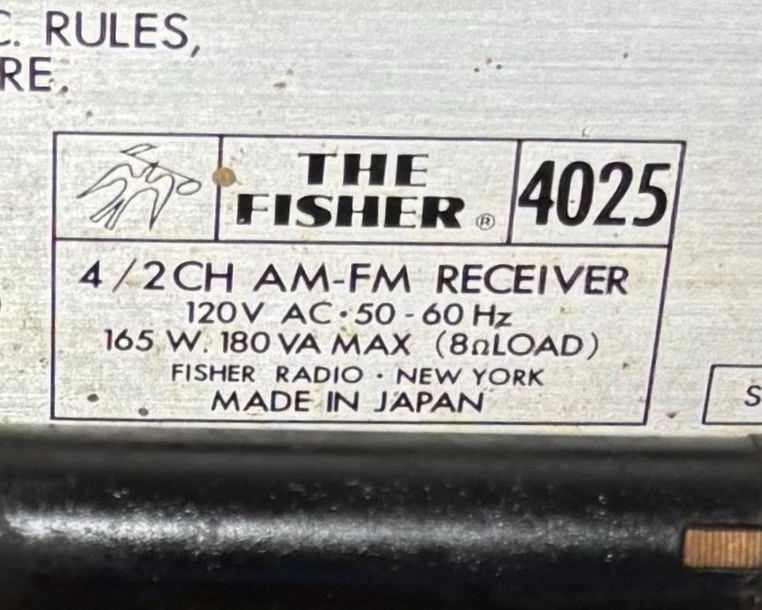 C. RULES,
RE.
THE
FISHER ®
4025
4/2CH AM-FM RECEIVER
120V AC·50-60 Hz
165 W. 180 VA MAX (8ΩLOAD)
FISHER RADIO · NEW YORK
MADE IN JAPAN
S